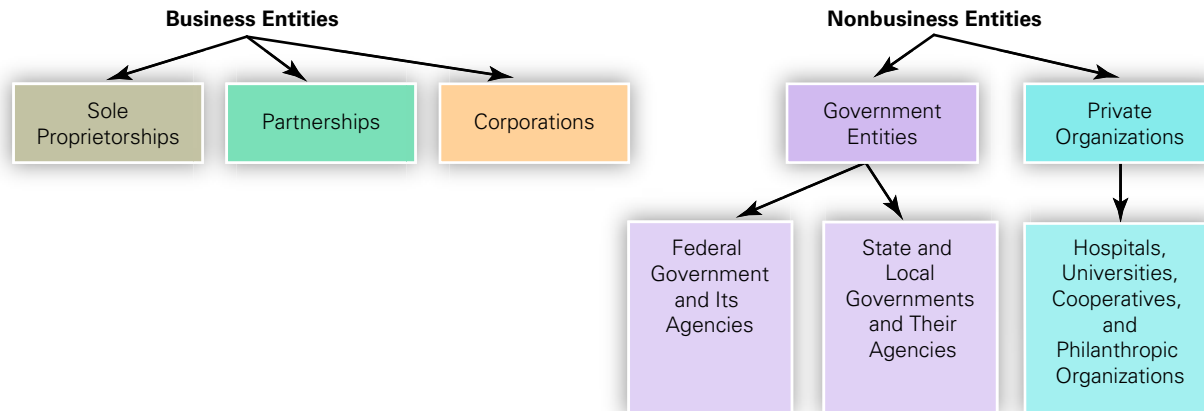 Business Entities
Sole
Proprietorships
Partnerships
Corporations
Nonbusiness Entities
Government
Entities
Private
Organizations
Federal
Government
and Its
Agencies
State and
Local
Governments
and Their
Agencies
Hospitals,
Universities,
Cooperatives,
and
Philanthropic
Organizations